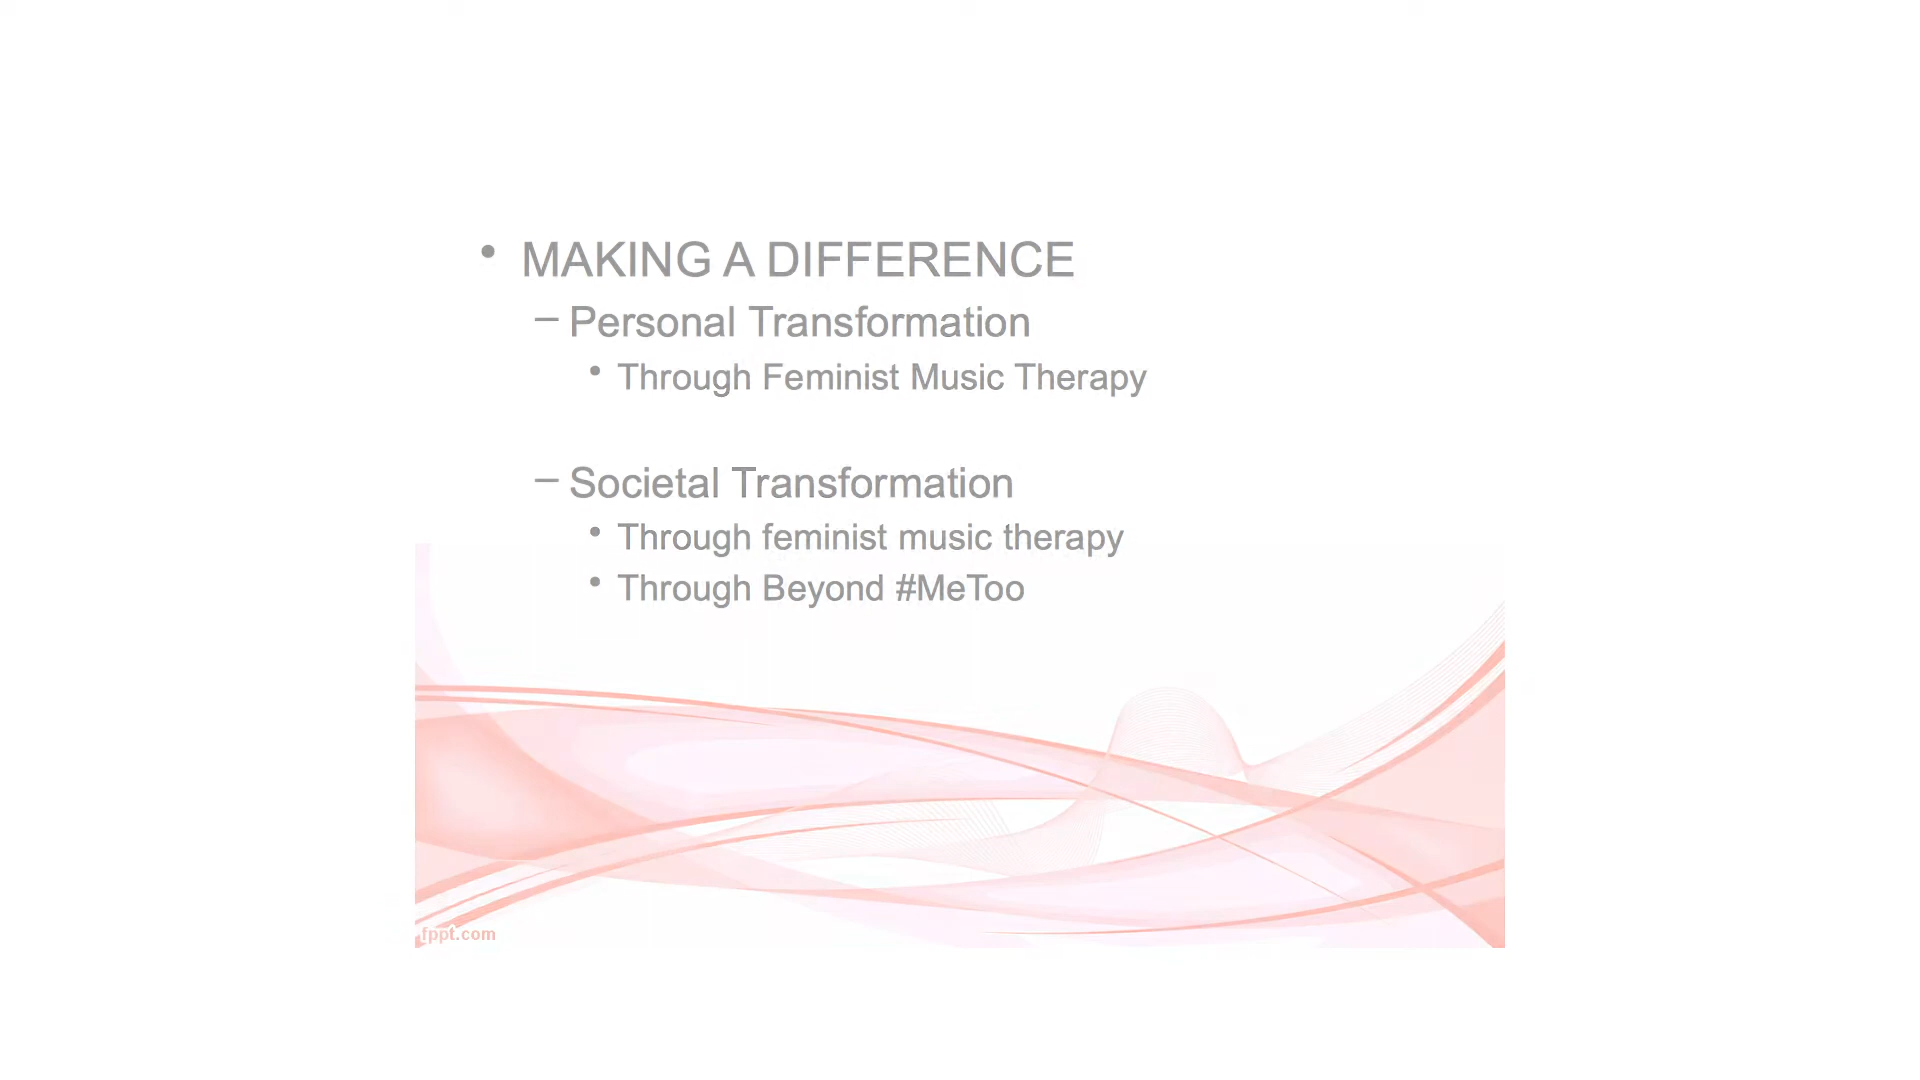 • MAKING A DIFFERENCE
– Personal Transformation
• Through Feminist Music Therapy
– Societal Transformation
• Through feminist music therapy
• Through Beyond #MeToo
fppt.com